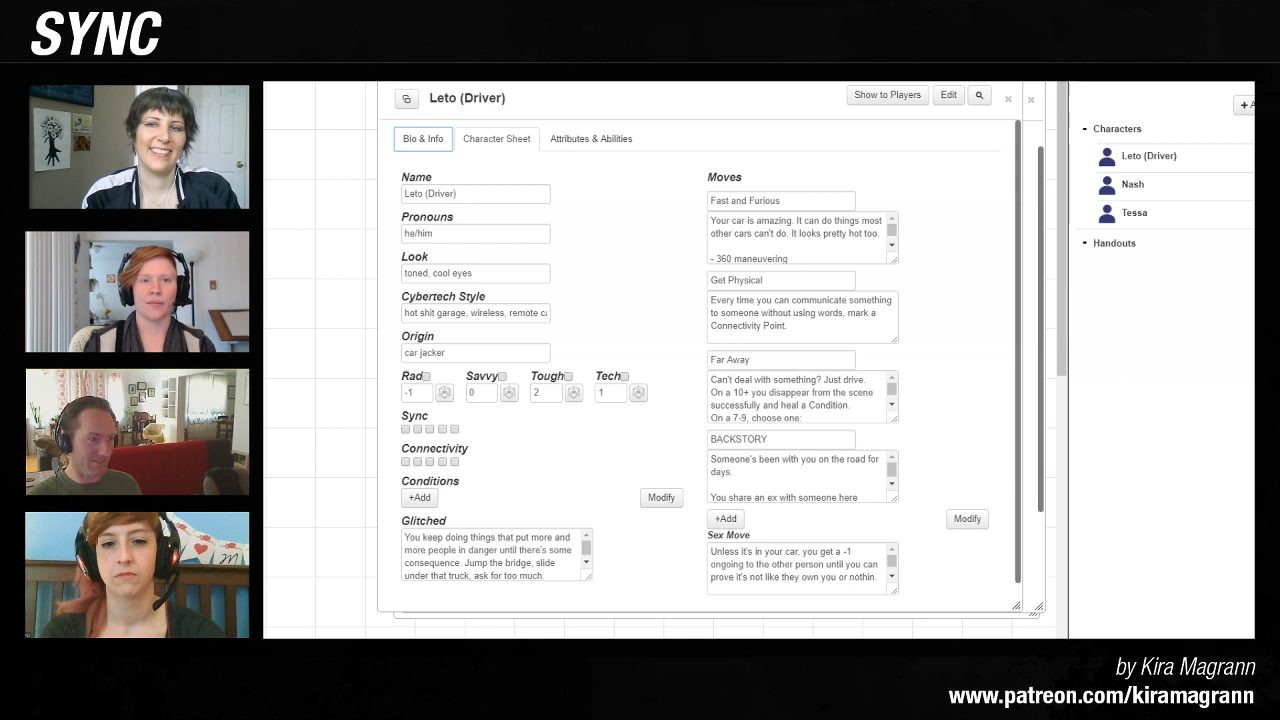 SYNC
Leto (Driver)
Show to Players
Edit
Bio & Info
Character Sheet
Attributes & Abilities
Name
Leto (Driver)
Pronouns
he/him
Look
toned, cool eyes
Cybertech Style
hot shit garage, wireless, remote
Origin
car jacker
Rad
Savvy
Tough
Tech
-1
0
2
1
Sync
Connectivity
Conditions
+Add
Modify
Glitched
You keep doing things that put more and
more people in danger until there's some
consequence. Jump the bridge, slide
under that truck, ask for too much.
Moves
Fast and Furious
Your car is amazing. It can do things most
other cars can't do. It looks pretty hot too.
- 360 maneuvering
Get Physical
Every time you can communicate something
to someone without using words, mark a
Connectivity Point.
Far Away
Can't deal with something? Just drive.
On a 10+ you disappear from the scene
successfully and heal a Condition.
On a 7-9, choose one:
BACKSTORY
Someone's been with you on the road for
days.
You share an ex with someone here
+Add
Modify
Sex Move
Unless it's in your car, you get a -1
ongoing to the other person until you can
prove it's not like they own you or nothin.
Characters
Leto (Driver)
Nash
Tessa
Handouts
by Kira Magrann
www.patreon.com/kiramagrann